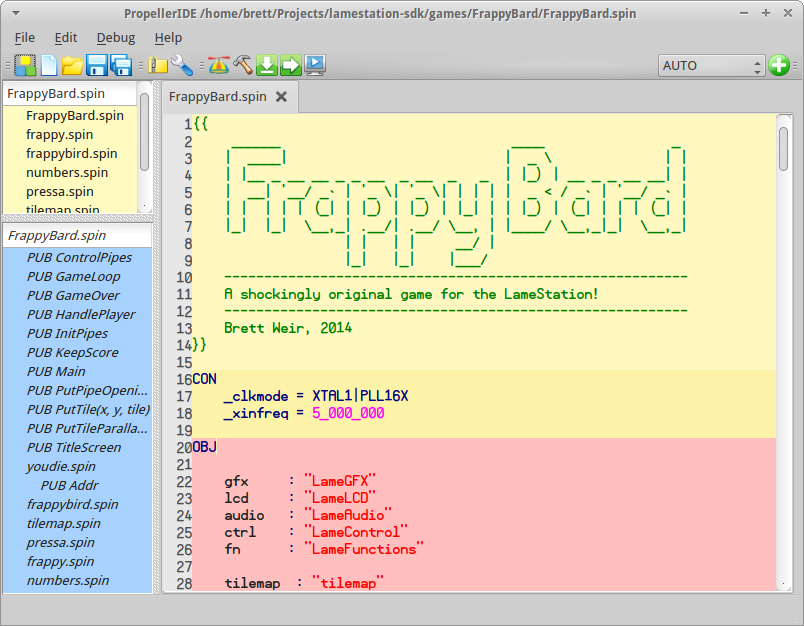 PropellerIDE /home/brett/Projects/lamestation-sdk/games/FrappyBard/FrappyBard.spin
File Edit Debug Help
AUTO
FrappyBard.spin
FrappyBard.spin
frappy.spin
frappybird.spin
numbers.spin
pressa.spin
tilemap.spin
FrappyBard.spin
PUB ControlPipes
PUB GameLoop
PUB GameOver
PUB HandlePlayer
PUB InitPipes
PUB KeepScore
PUB Main
PUB PutPipeOpeni...
PUB PutTile(x, y, tile)
PUB PutTileParalla...
PUB TitleScreen
youdie.spin
PUB Addr
frappybird.spin
tilemap.spin
pressa.spin
frappy.spin
numbers.spin
FrappyBard.spin
1 {{
2
3
4
5
6
7
8
9
FrappyBard
10 ----------------------------------------------------------
11 A shockingly original game for the LameStation!
12 ----------------------------------------------------------
13 Brett Weir, 2014
14 }}
15
16 CON
17 _clkmode = XTAL1|PLL16X
18 _xinfreq = 5_000_000
19
20 OBJ
21
22 gfx : "LameGFX"
23 lcd : "LameLCD"
24 audio : "LameAudio"
25 ctrl : "LameControl"
26 fn : "LameFunctions"
27
28 tilemap : "tilemap"